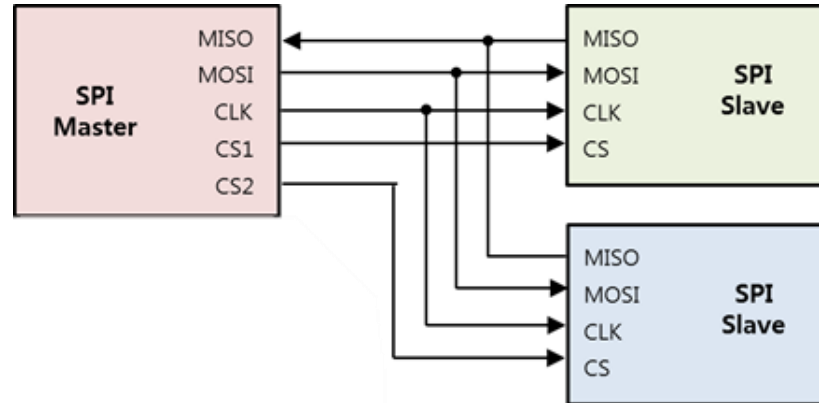 SPI
Master
MISO
MOSI
CLK
CS1
CS2
MISO
MOSI
CLK
CS
SPI
Slave
MISO
MOSI
CLK
CS
SPI
Slave